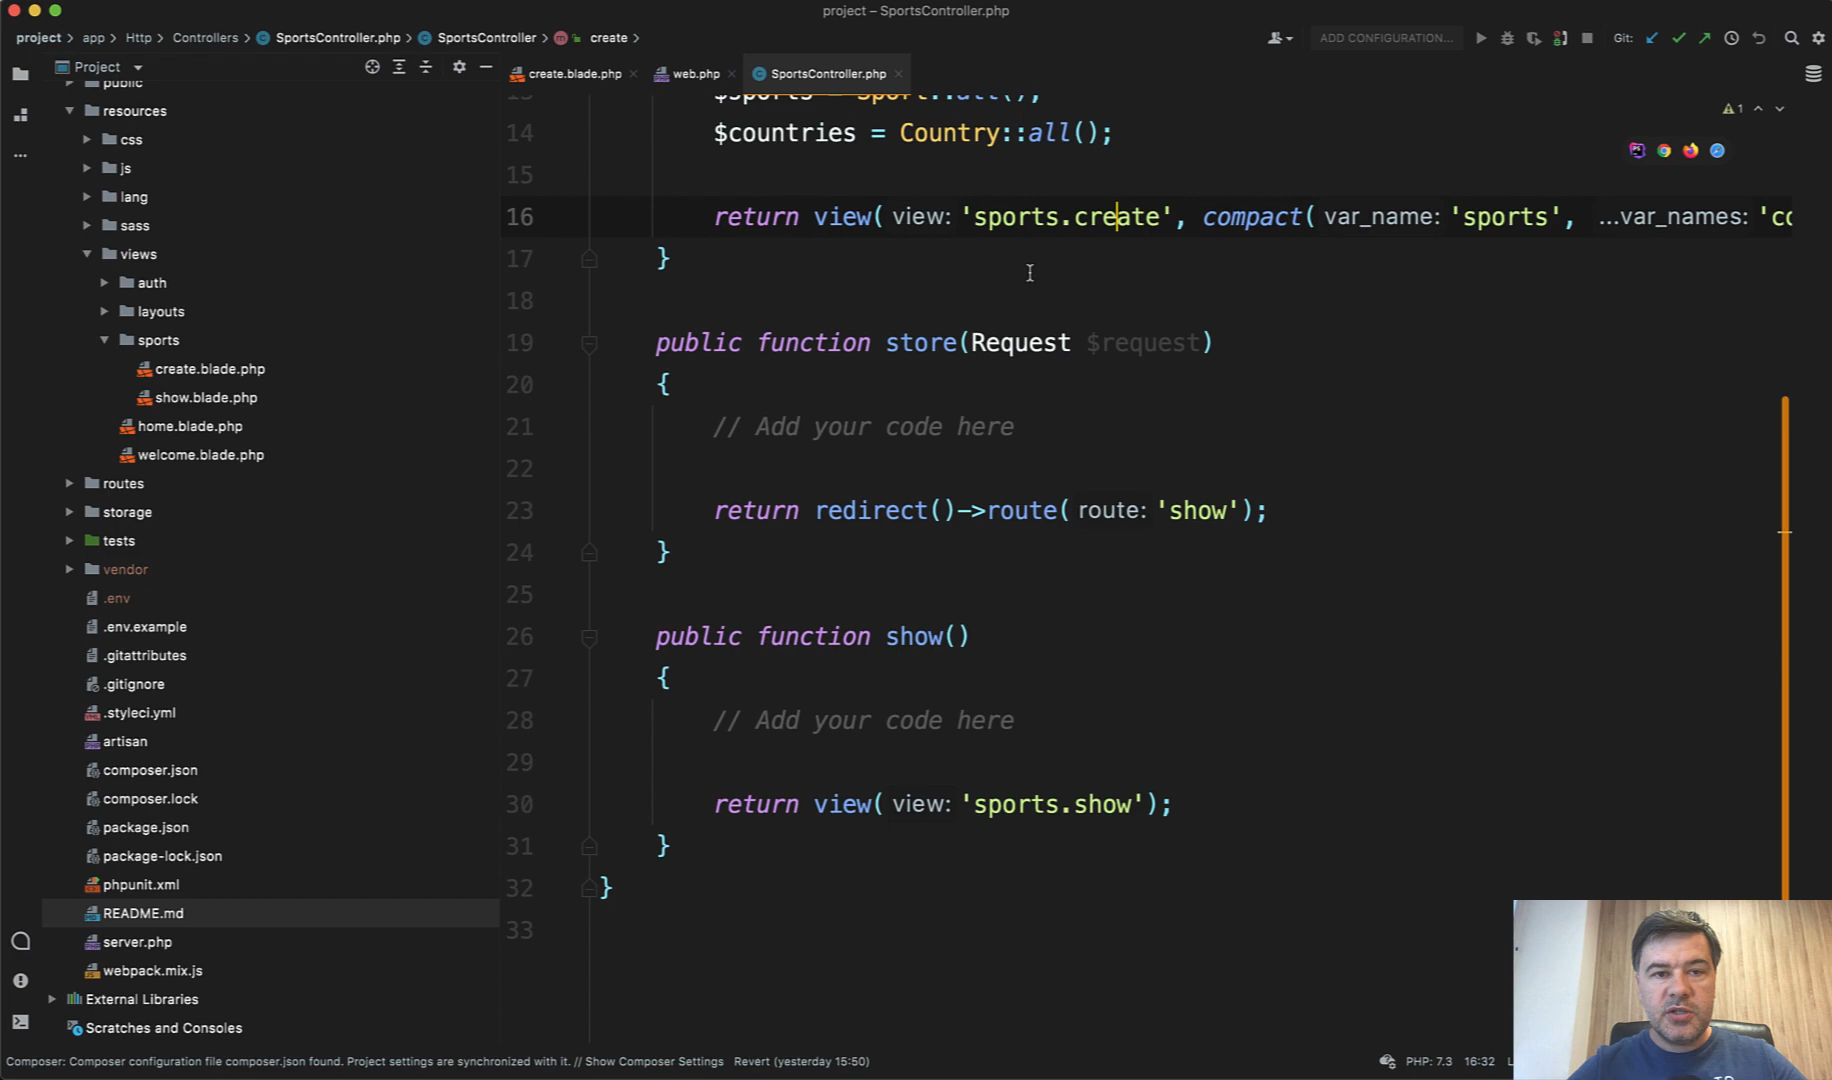 project – SportsController.php
project > app > Http > Controllers > SportsController.php > SportsController > create >
ADD CONFIGURATION...
Git:
Project
create.blade.php
web.php
SportsController.php
public
resources
css
js
lang
sass
views
auth
layouts
sports
create.blade.php
show.blade.php
home.blade.php
welcome.blade.php
routes
storage
tests
vendor
.env
.env.example
.gitattributes
.gitignore
.styleci.yml
artisan
composer.json
composer.lock
package.json
package-lock.json
phpunit.xml
README.md
server.php
webpack.mix.js
External Libraries
Scratches and Consoles
1
13 $sports = Sport::all();
14 $countries = Country::all();
15
16 return view( view: 'sports.create', compact( var_name: 'sports', ...var_names: 'co
17 }
18
19 public function store(Request $request)
20 {
21 // Add your code here
22
23 return redirect()->route( route: 'show');
24 }
25
26 public function show()
27 {
28 // Add your code here
29
30 return view( view: 'sports.show');
31 }
32 }
33
Composer: Composer configuration file composer.json found. Project settings are synchronized with it. // Show Composer Settings Revert (yesterday 15:50)
PHP: 7.3 16:32